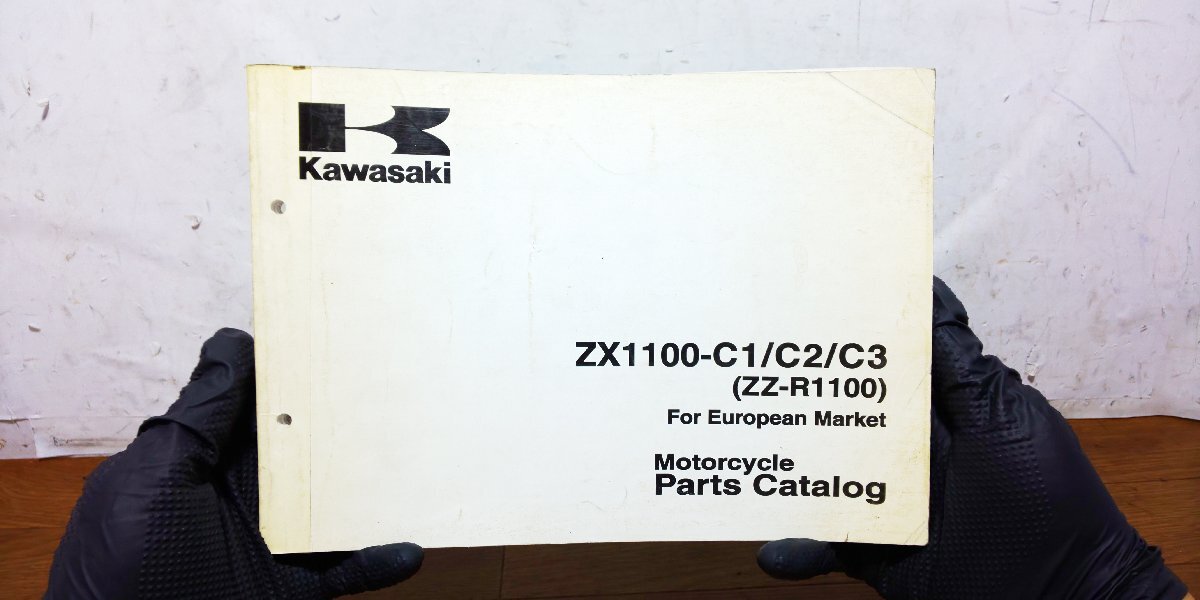 Kawasaki
ZX1100-C1/C2/C3
(ZZ-R1100)
For European Market
Motorcycle
Parts Catalog